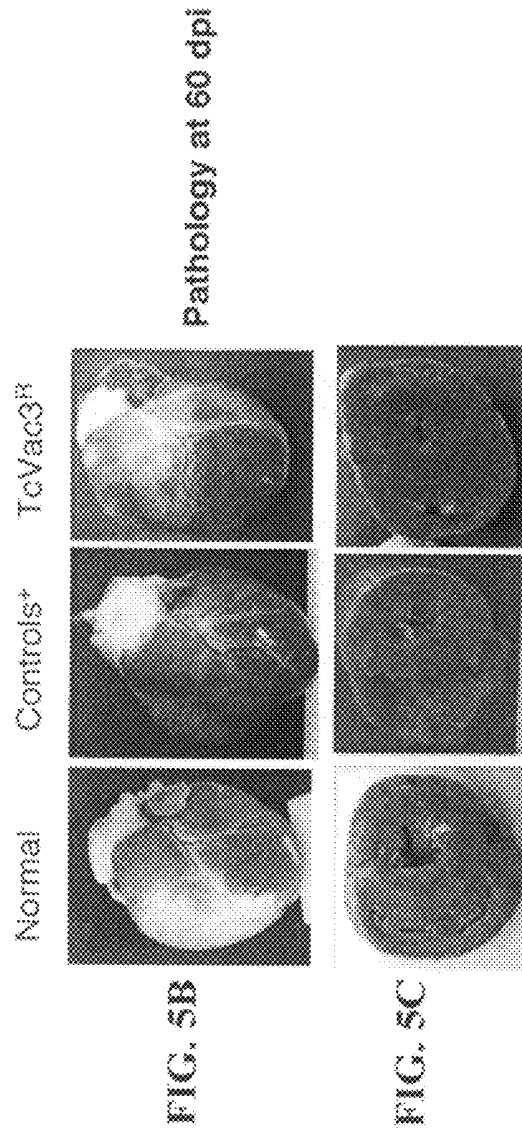 Normal
Controls⁺
TcVac3ᴿ
FIG. 5B
Pathology at 60 dpi
FIG. 5C